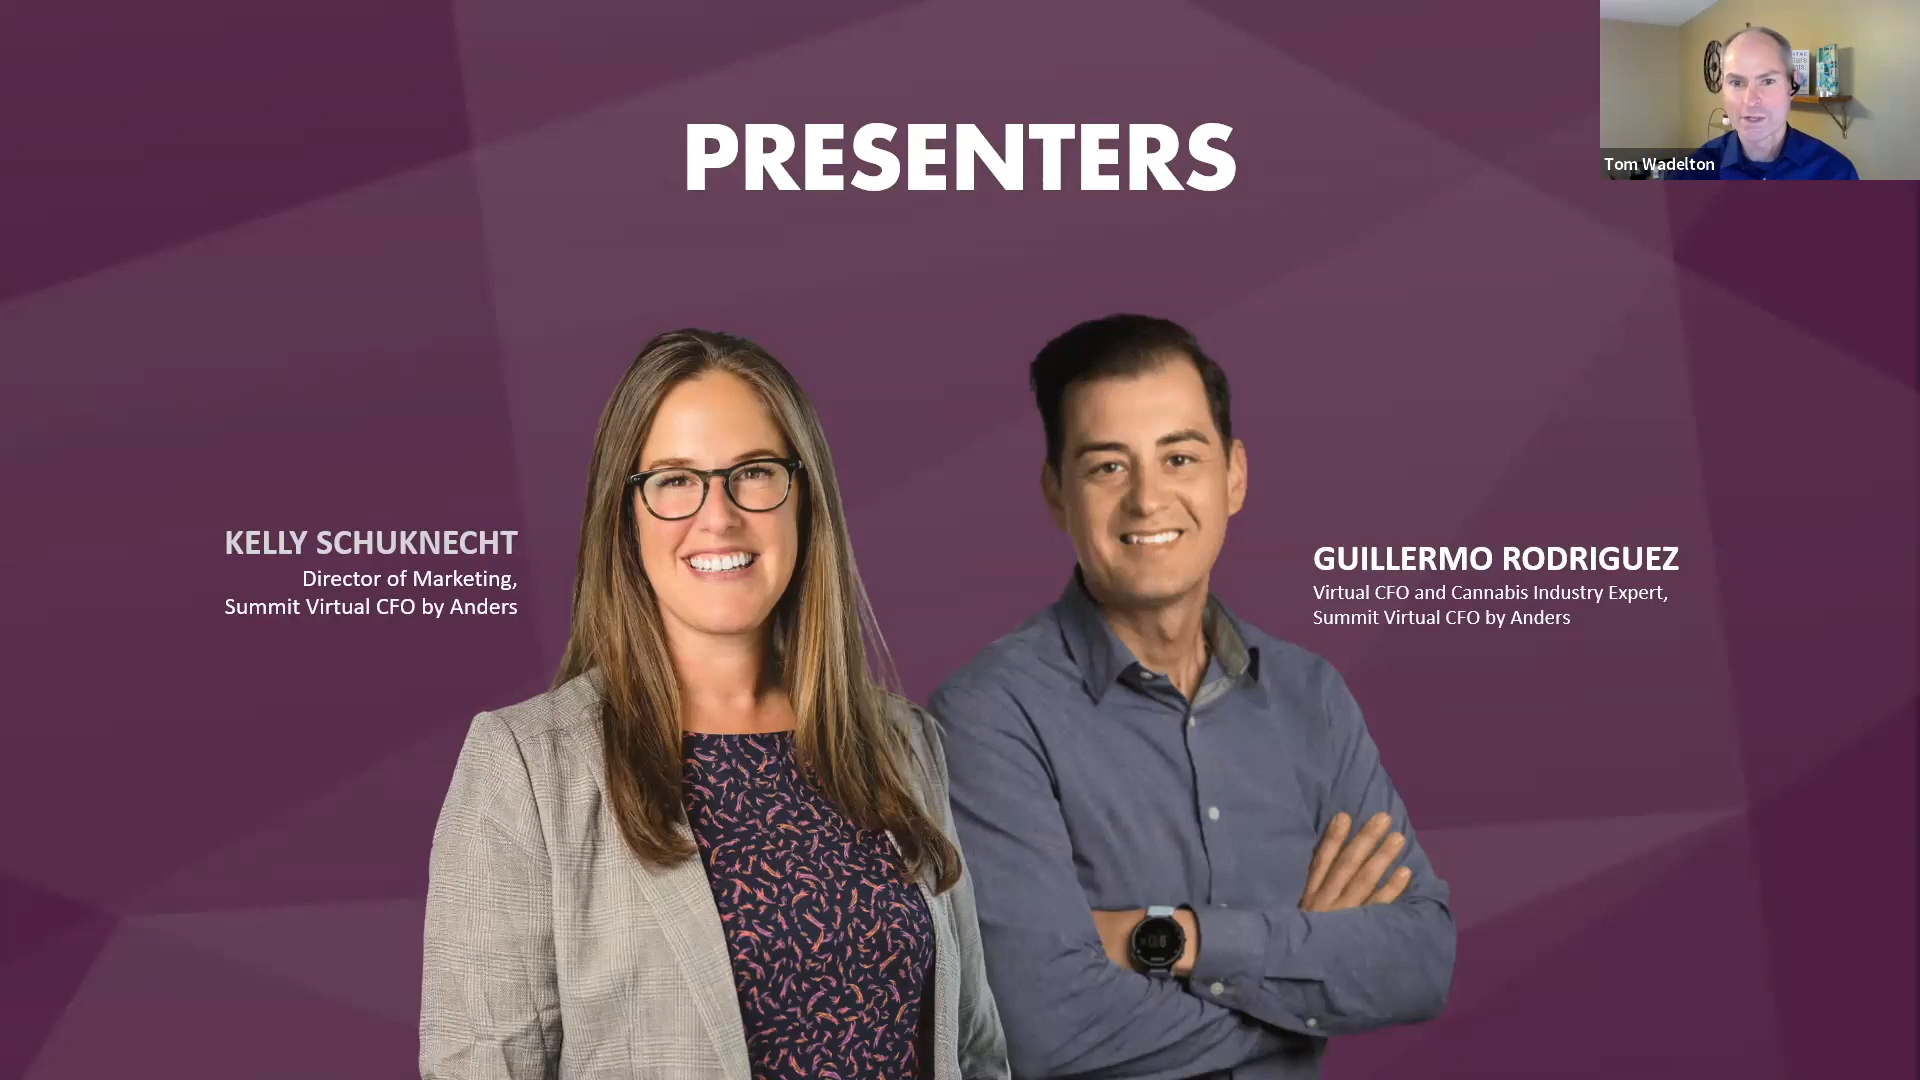 PRESENTERS
Tom Wadelton
KELLY SCHUKNECHT
Director of Marketing,
Summit Virtual CFO by Anders
GUILLERMO RODRIGUEZ
Virtual CFO and Cannabis Industry Expert,
Summit Virtual CFO by Anders